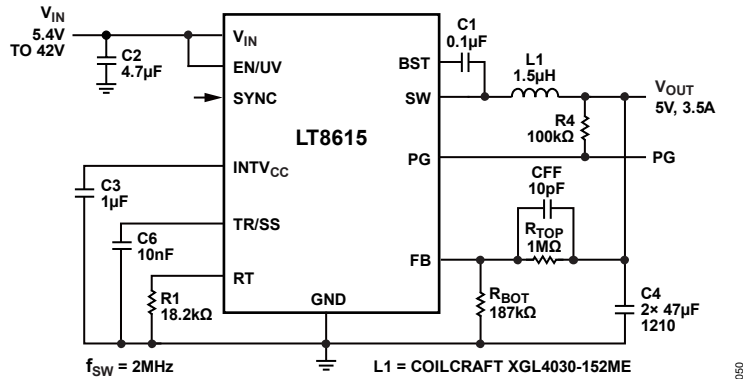 VIN
5.4V
TO 42V
C2
4.7µF
VIN
EN/UV
SYNC
INTVCC
TR/SS
RT
GND
LT8615
BST
SW
PG
FB
C1
0.1µF
L1
1.5µH
VOUT
5V, 3.5A
R4
100kΩ
PG
CFF
10pF
RTOP
1MΩ
RBOT
187kΩ
C4
2× 47µF
1210
C3
1µF
C6
10nF
R1
18.2kΩ
fSW = 2MHz
L1 = COILCRAFT XGL4030-152ME
050